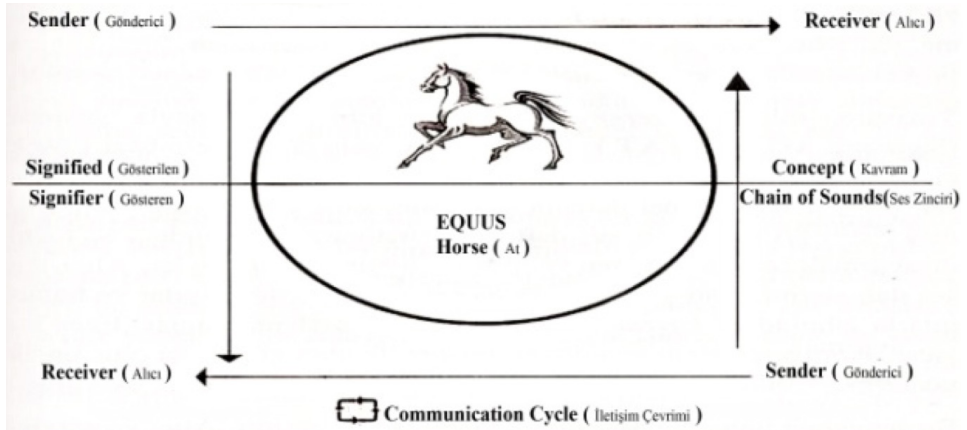 Sender ( Gönderici )
Receiver ( Alıcı )
Signified ( Gösterilen )
Concept ( Kavram )
Signifier ( Gösteren )
Chain of Sounds(Ses Zinciri)
EQUUS
Horse ( At )
Receiver ( Alıcı )
Sender ( Gönderici )
Communication Cycle ( İletişim Çevrimi )